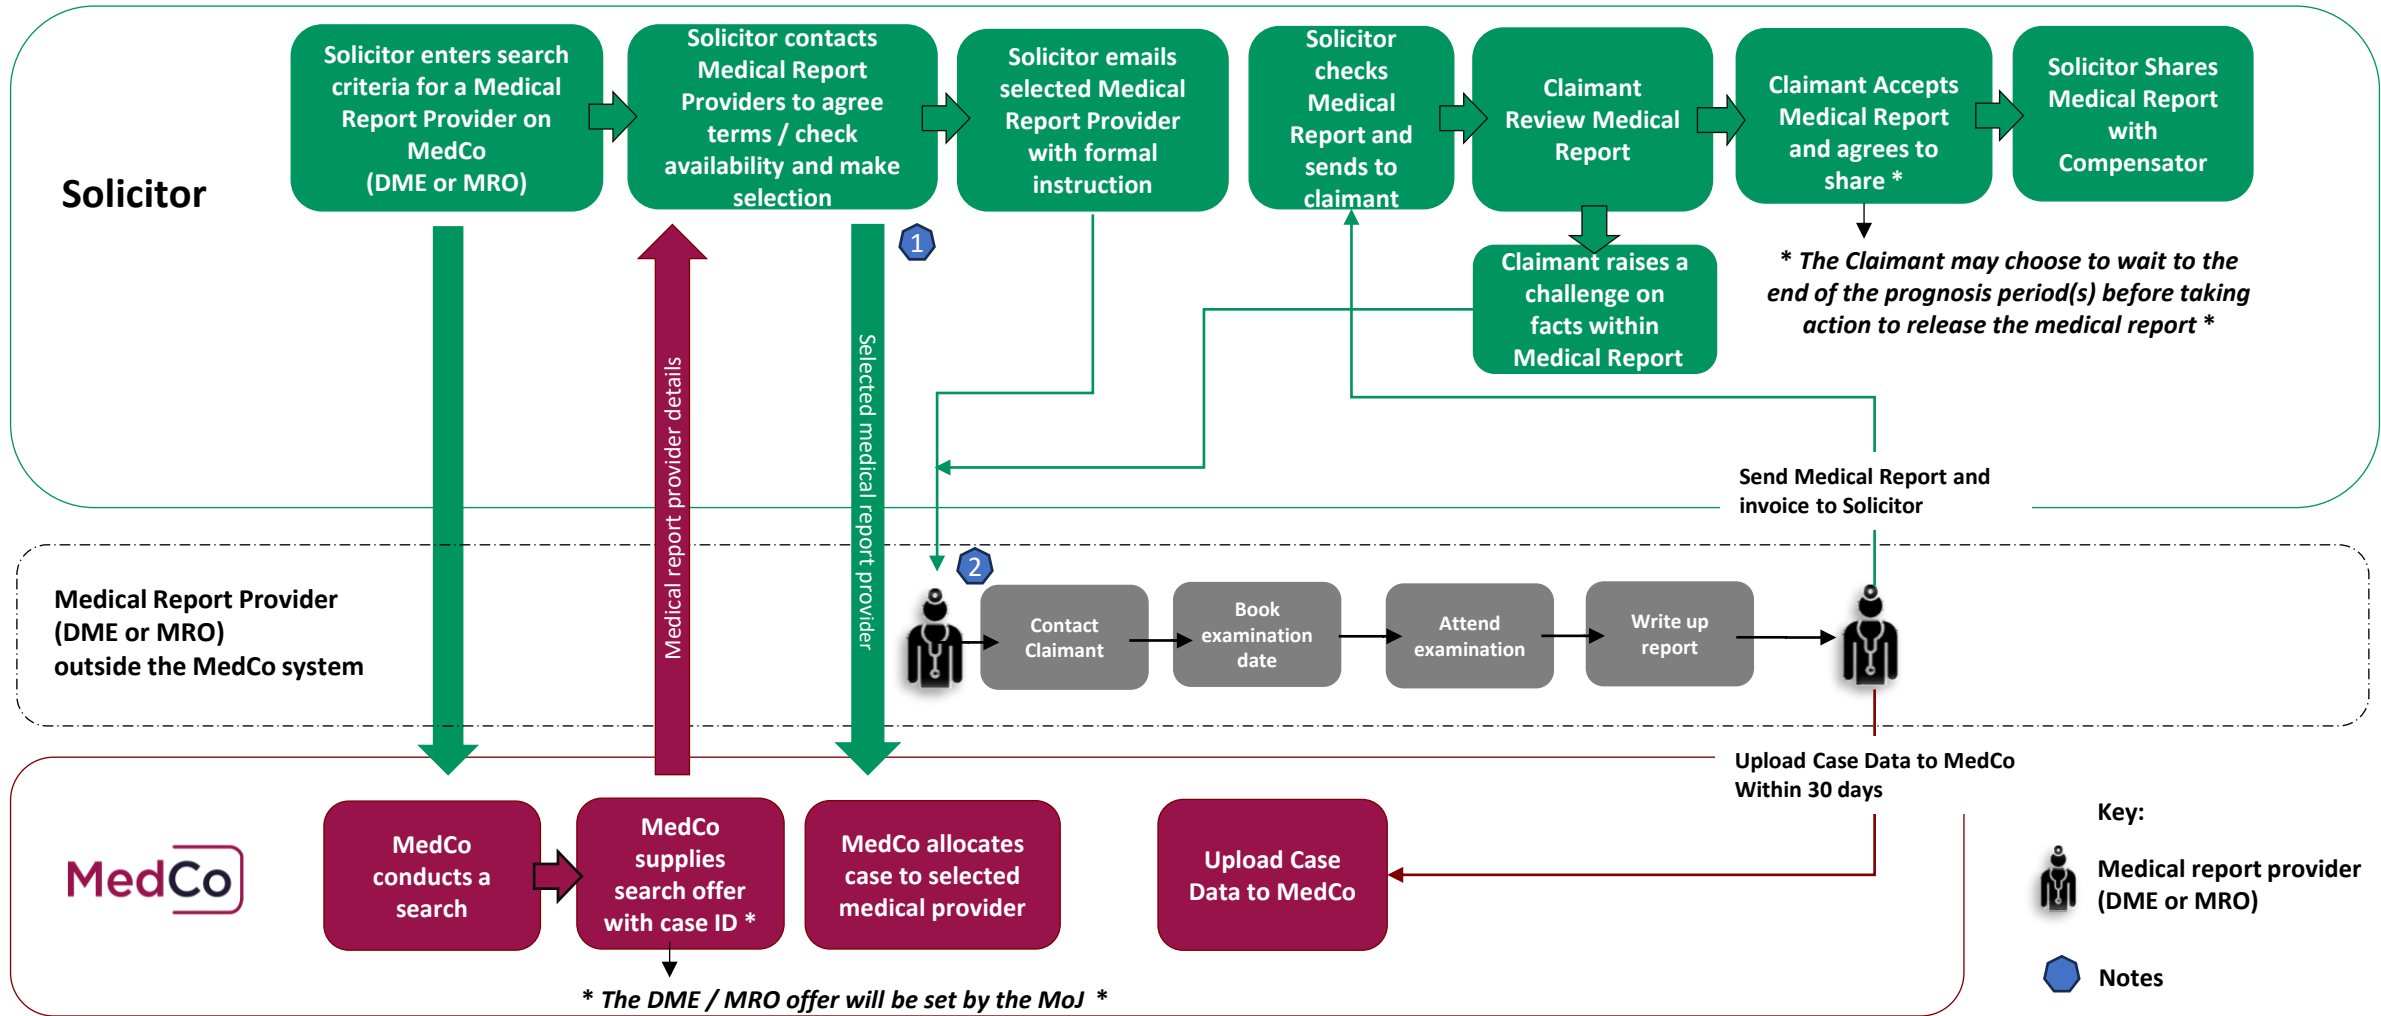 Solicitor
Solicitor enters search
criteria for a Medical
Report Provider on
MedCo
(DME or MRO)
Solicitor contacts
Medical Report
Providers to agree
terms / check
availability and make
selection
Solicitor emails
selected Medical
Report Provider
with formal
instruction
Solicitor
checks
Medical
Report and
sends to
claimant
Claimant
Review Medical
Report
Claimant Accepts
Medical Report
and agrees to
share *
Solicitor Shares
Medical Report
with
Compensator
1
Claimant raises a
challenge on
facts within
Medical Report
* The Claimant may choose to wait to the
end of the prognosis period(s) before taking
action to release the medical report *
Medical report provider details
Selected medical report provider
Send Medical Report and
invoice to Solicitor
Medical Report Provider
(DME or MRO)
outside the MedCo system
2
Contact
Claimant
Book
examination
date
Attend
examination
Write up
report
Upload Case Data to MedCo
Within 30 days
MedCo
MedCo
conducts a
search
MedCo
supplies
search offer
with case ID *
MedCo allocates
case to selected
medical provider
Upload Case
Data to MedCo
* The DME / MRO offer will be set by the MoJ *
Key:
Medical report provider
(DME or MRO)
Notes